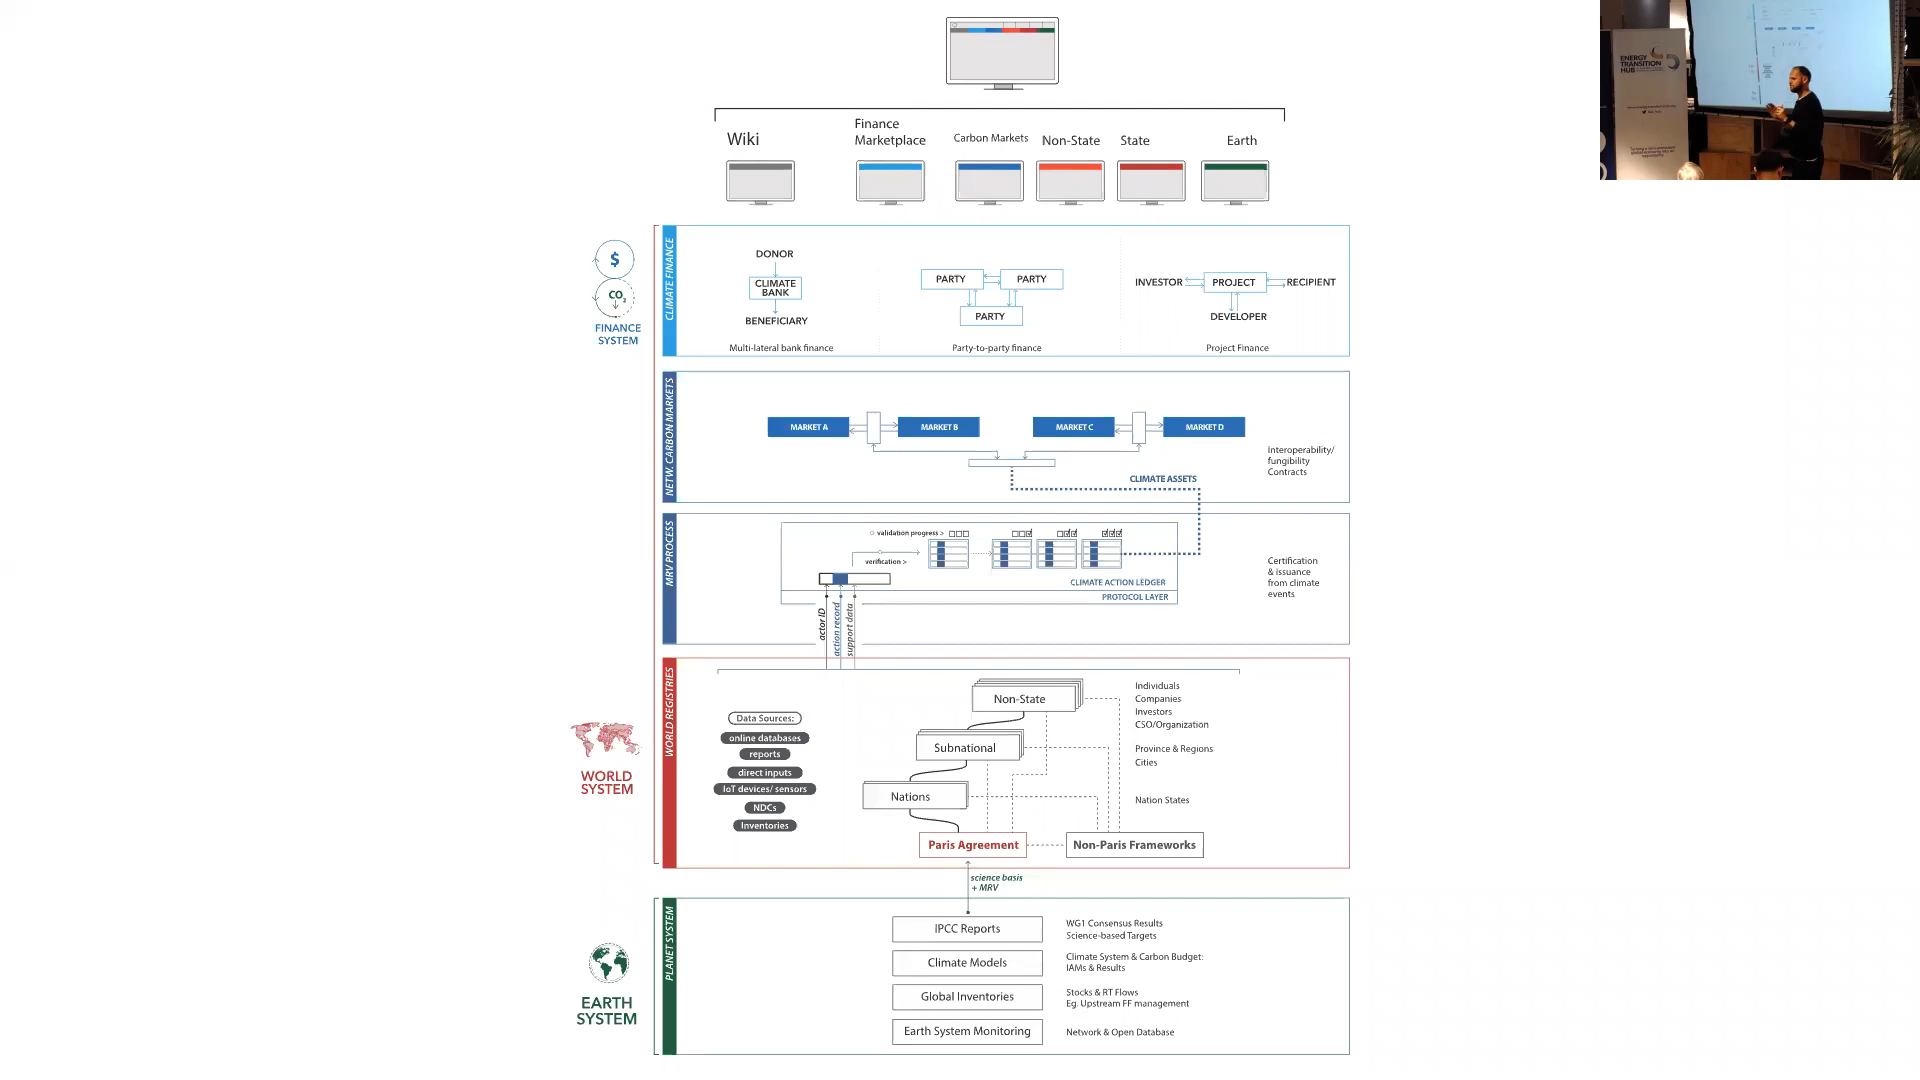 Wiki
Finance
Marketplace
Carbon Markets
Non-State
State
Earth
$
CO2
FINANCE
SYSTEM
CLIMATE FINANCE
DONOR
CLIMATE
BANK
BENEFICIARY
Multi-lateral bank finance
PARTY
PARTY
PARTY
Party-to-party finance
INVESTOR
PROJECT
RECIPIENT
DEVELOPER
Project Finance
NETW. CARBON MARKETS
MARKET A
MARKET B
MARKET C
MARKET D
Interoperability/
fungibility
Contracts
CLIMATE ASSETS
MRV PROCESS
validation progress >
verification >
CLIMATE ACTION LEDGER
PROTOCOL LAYER
Certification
& issuance
from climate
events
actor ID
action record
support data
WORLD
SYSTEM
WORLD REGISTRIES
Data Sources:
online databases
reports
direct inputs
IoT devices/ sensors
NDCs
Inventories
Non-State
Subnational
Nations
Paris Agreement
Non-Paris Frameworks
Individuals
Companies
Investors
CSO/Organization
Province & Regions
Cities
Nation States
science basis
+ MRV
EARTH
SYSTEM
PLANET SYSTEM
IPCC Reports
WG1 Consensus Results
Science-based Targets
Climate Models
Climate System & Carbon Budget:
IAMs & Results
Global Inventories
Stocks & RT Flows
Eg. Upstream FF management
Earth System Monitoring
Network & Open Database
ENERGY
TRANSITION
HUB